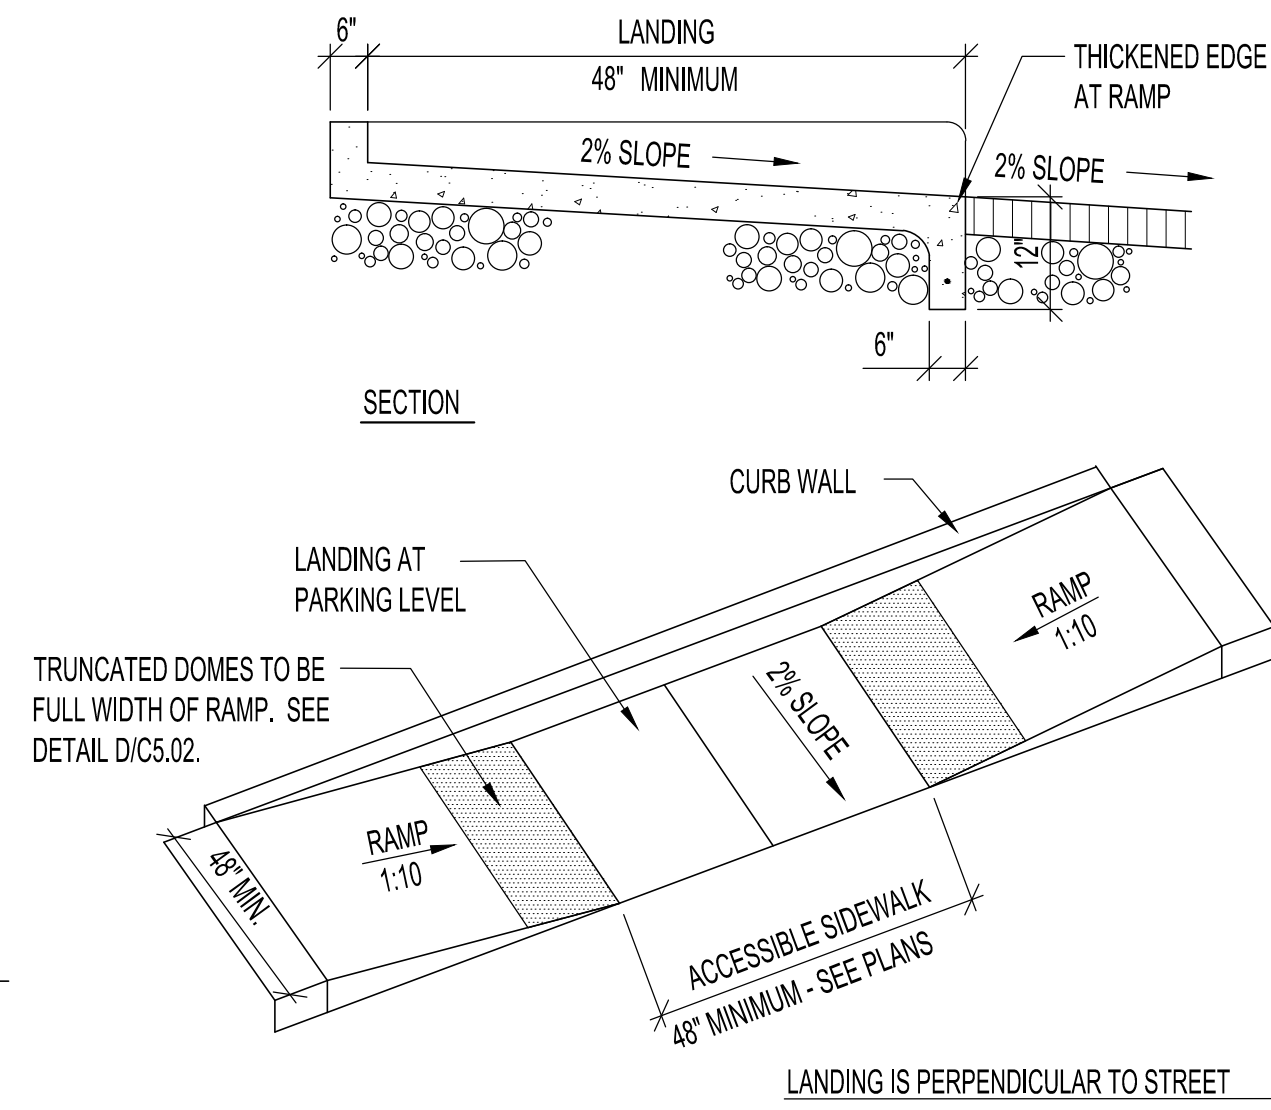 6"
LANDING
48" MINIMUM
THICKENED EDGE
AT RAMP
2% SLOPE
2% SLOPE
12"
6"
SECTION
CURB WALL
LANDING AT
PARKING LEVEL
RAMP
1:10
TRUNCATED DOMES TO BE
FULL WIDTH OF RAMP. SEE
DETAIL D/C5.02.
2% SLOPE
RAMP
1:10
48" MIN.
ACCESSIBLE SIDEWALK
48" MINIMUM - SEE PLANS
LANDING IS PERPENDICULAR TO STREET